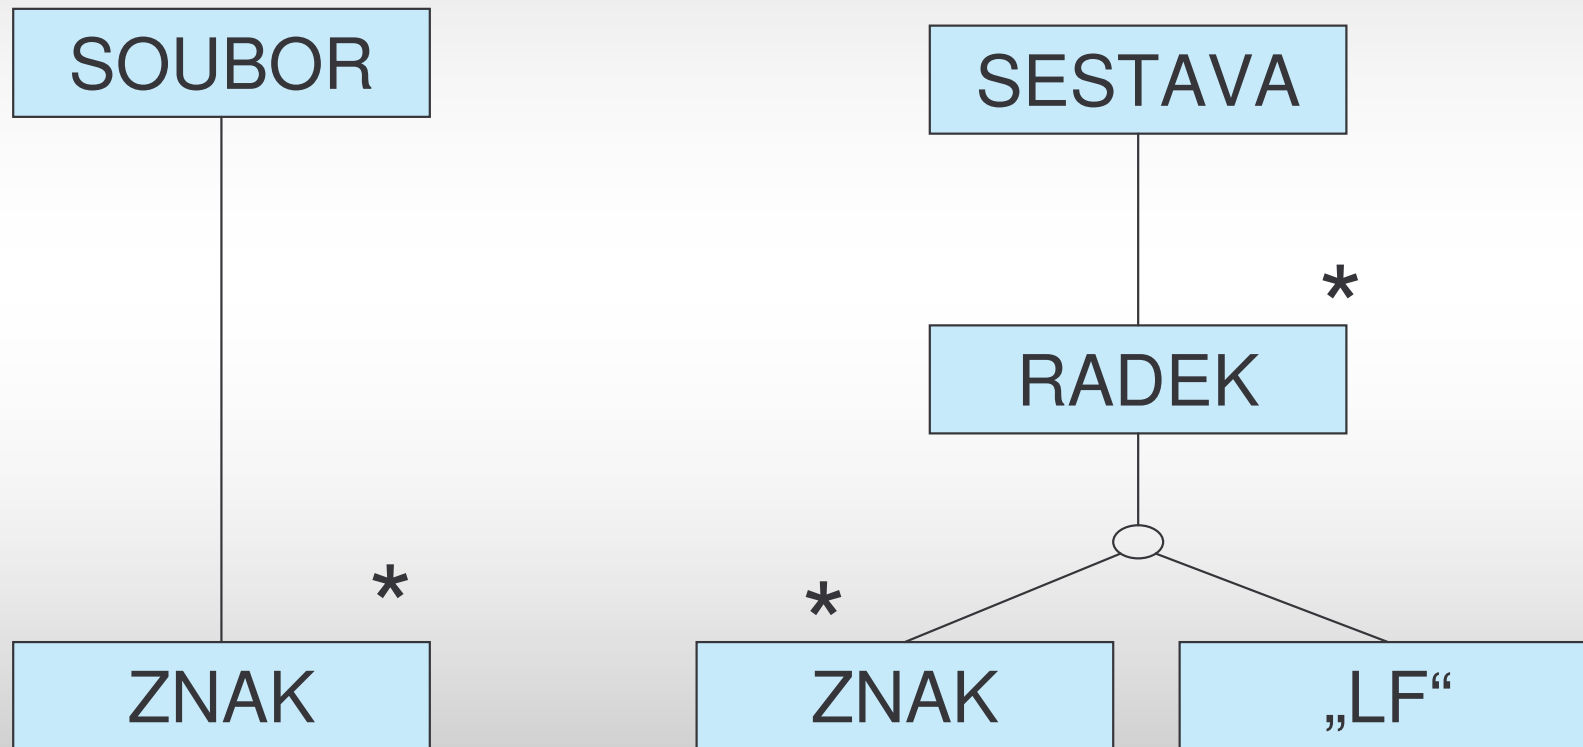 SOUBOR
SESTAVA
*
RADEK
*
*
ZNAK
ZNAK
„LF“